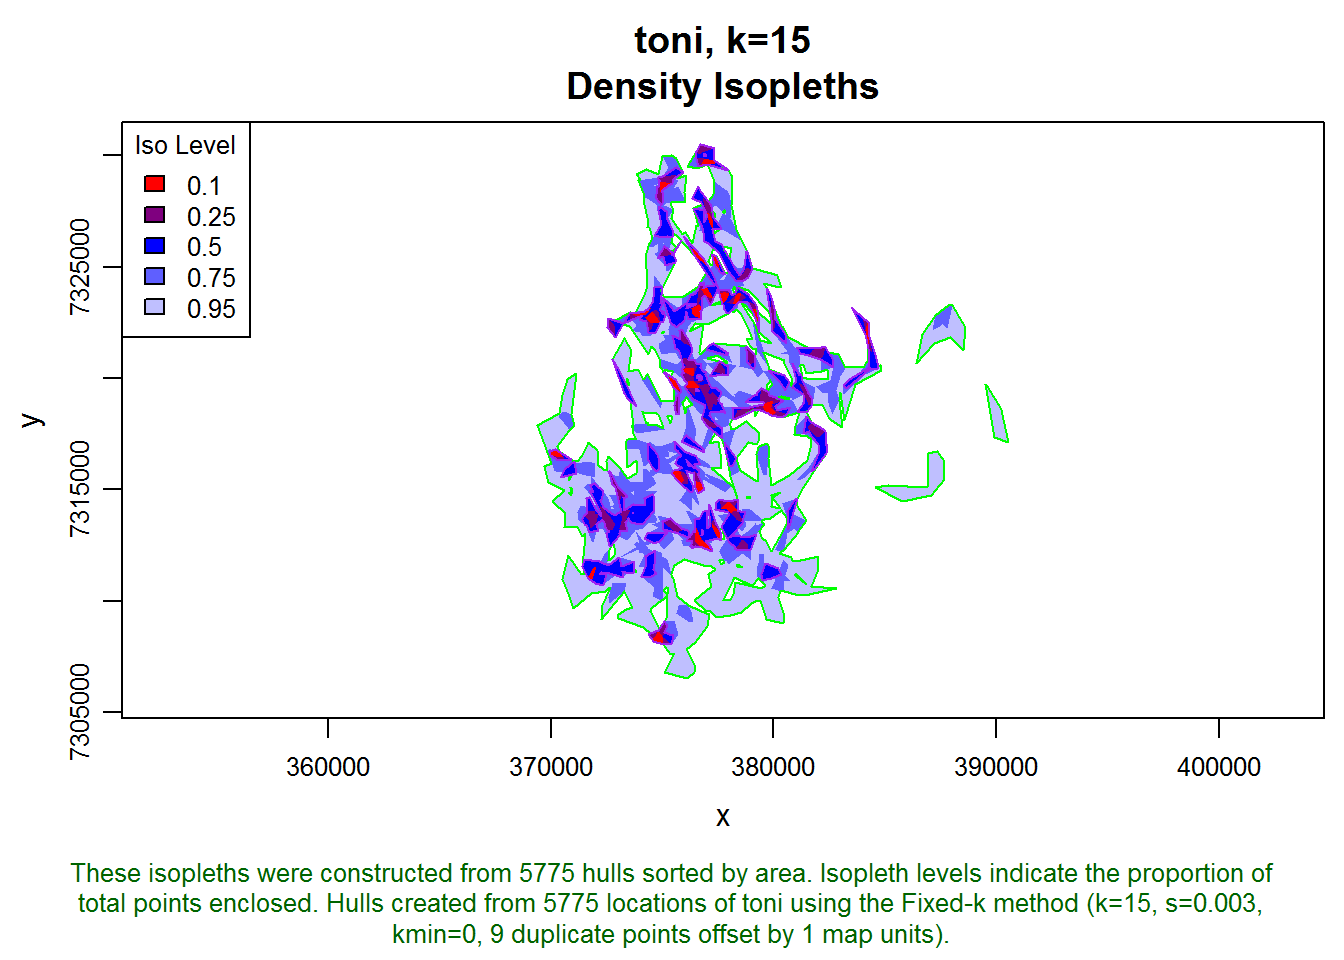 toni, k=15
Density Isopleths
Iso Level
0.1
0.25
0.5
0.75
0.95
y
7325000
7315000
7305000
360000
370000
380000
390000
400000
x
These isopleths were constructed from 5775 hulls sorted by area. Isopleth levels indicate the proportion of
total points enclosed. Hulls created from 5775 locations of toni using the Fixed-k method (k=15, s=0.003,
kmin=0, 9 duplicate points offset by 1 map units).